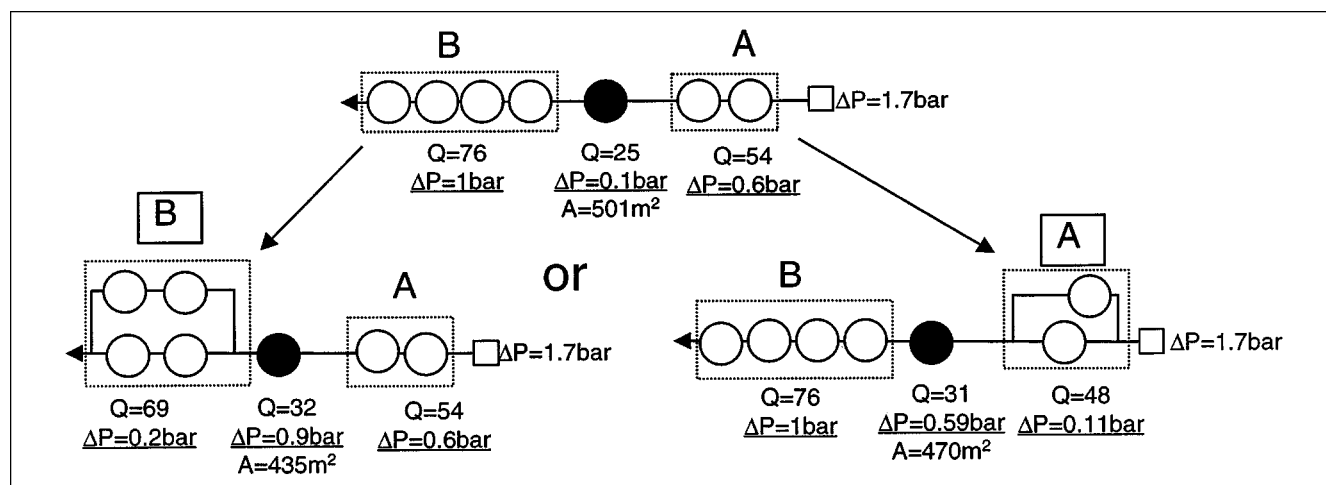 B
A
ΔP=1.7bar
Q=76
ΔP=1bar
Q=25
ΔP=0.1bar
A=501m²
Q=54
ΔP=0.6bar
B
A
or
ΔP=1.7bar
Q=69
ΔP=0.2bar
Q=32
ΔP=0.9bar
A=435m²
Q=54
ΔP=0.6bar
B
A
ΔP=1.7bar
Q=76
ΔP=1bar
Q=31
ΔP=0.59bar
A=470m²
Q=48
ΔP=0.11bar